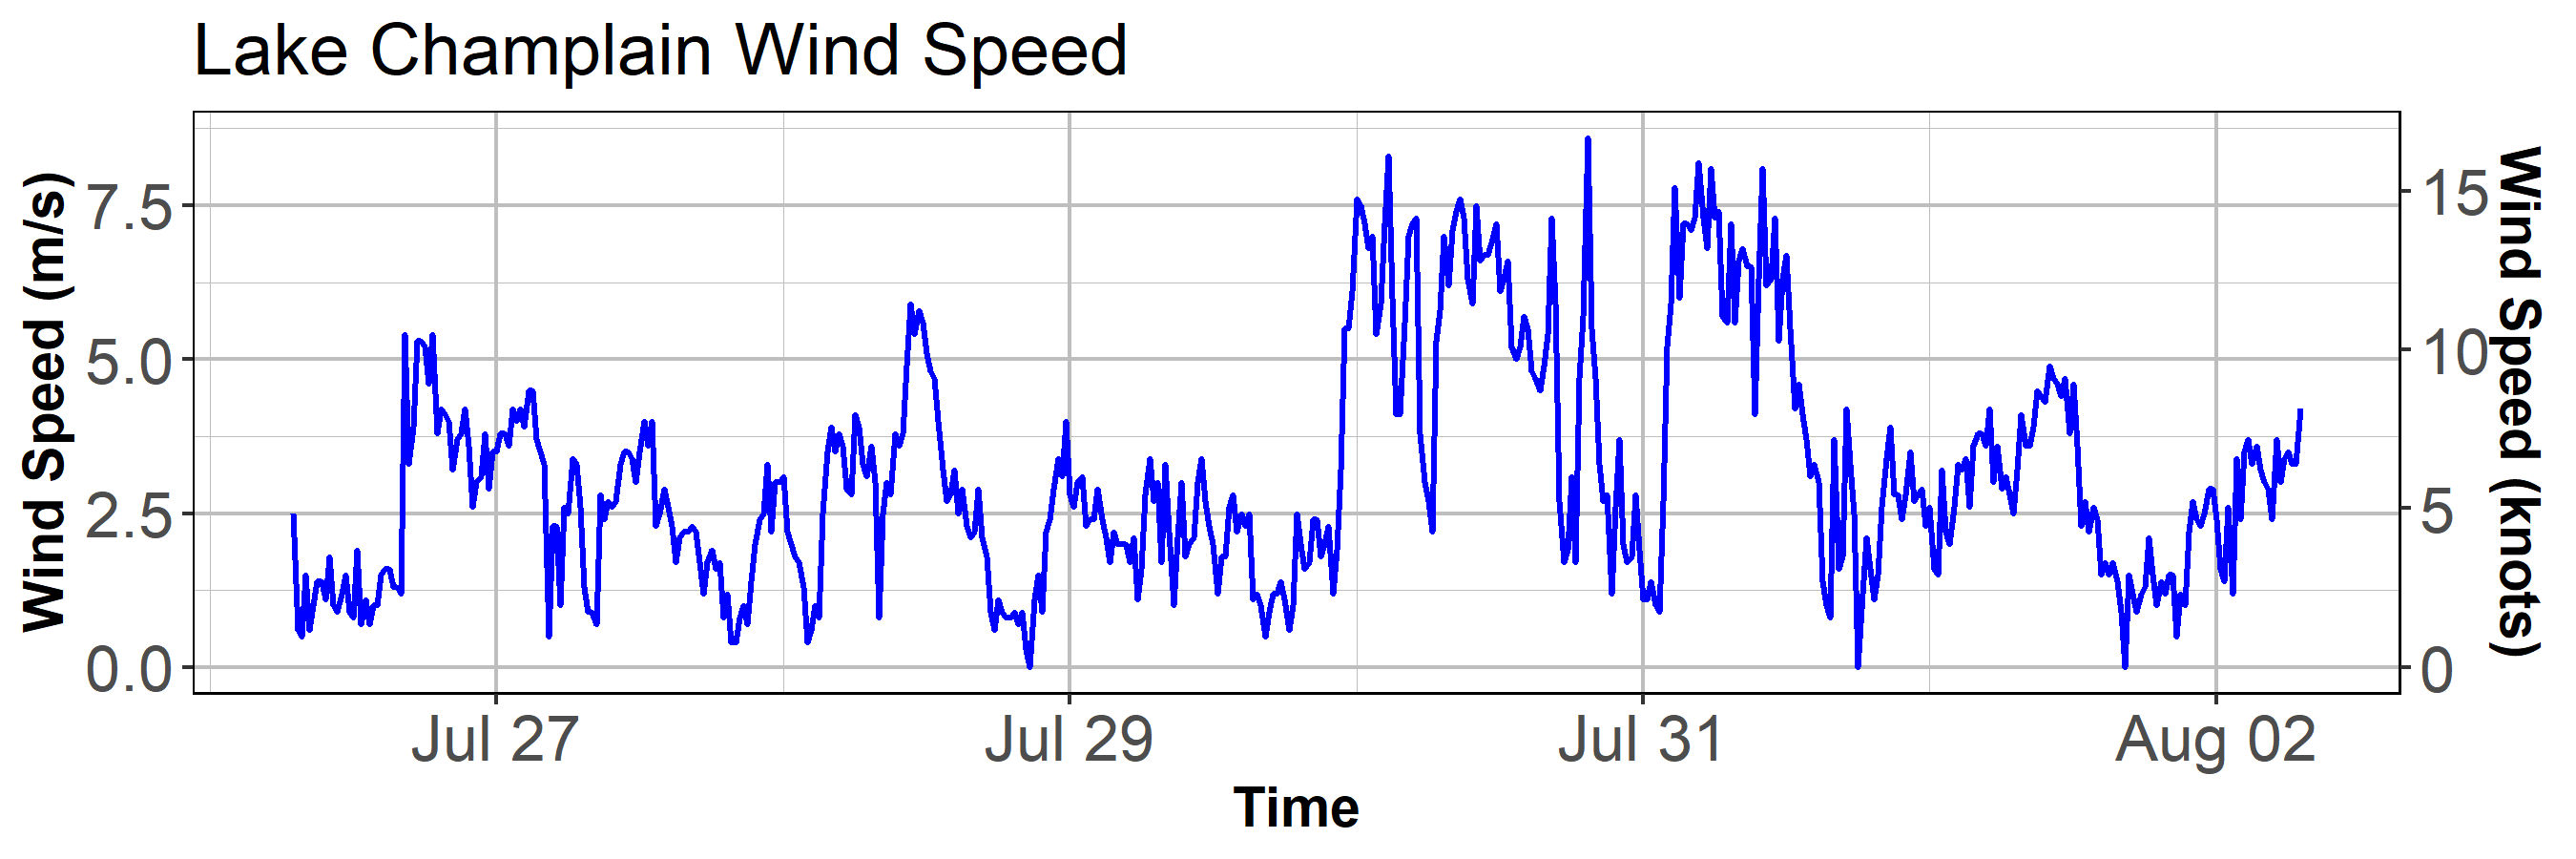 Lake Champlain Wind Speed
Wind Speed (m/s)
7.5
5.0
2.5
0.0
15
10
5
0
Wind Speed (knots)
Jul 27
Jul 29
Jul 31
Aug 02
Time